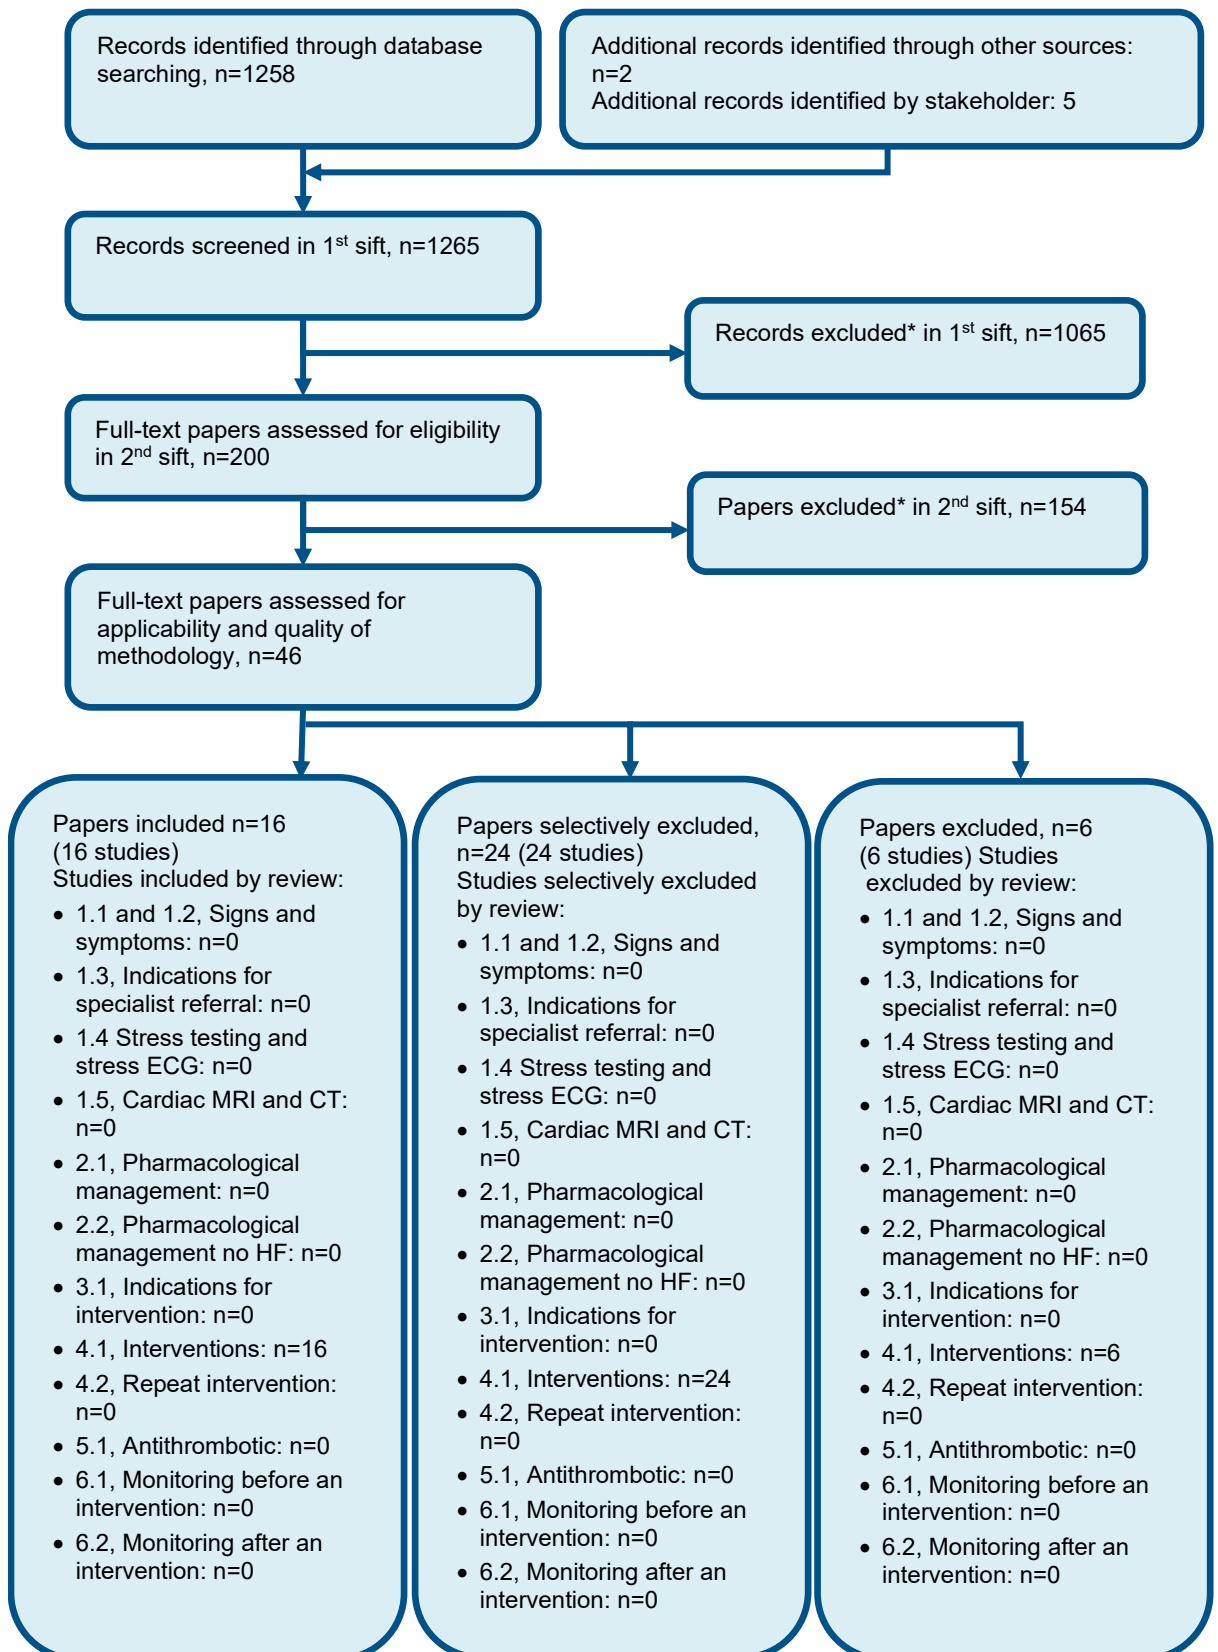 Records identified through database
searching, n=1258
Additional records identified through other sources:
n=2
Additional records identified by stakeholder: 5
Records screened in 1st sift, n=1265
Records excluded* in 1st sift, n=1065
Full-text papers assessed for eligibility
in 2nd sift, n=200
Papers excluded* in 2nd sift, n=154
Full-text papers assessed for
applicability and quality of
methodology, n=46
Papers included n=16
(16 studies)
Studies included by review:
• 1.1 and 1.2, Signs and
symptoms: n=0
• 1.3, Indications for
specialist referral: n=0
• 1.4 Stress testing and
stress ECG: n=0
• 1.5, Cardiac MRI and CT:
n=0
• 2.1, Pharmacological
management: n=0
• 2.2, Pharmacological
management no HF: n=0
• 3.1, Indications for
intervention: n=0
• 4.1, Interventions: n=16
• 4.2, Repeat intervention:
n=0
• 5.1, Antithrombotic: n=0
• 6.1, Monitoring before an
intervention: n=0
• 6.2, Monitoring after an
intervention: n=0
Papers selectively excluded,
n=24 (24 studies)
Studies selectively excluded
by review:
• 1.1 and 1.2, Signs and
symptoms: n=0
• 1.3, Indications for
specialist referral: n=0
• 1.4 Stress testing and
stress ECG: n=0
• 1.5, Cardiac MRI and CT:
n=0
• 2.1, Pharmacological
management: n=0
• 2.2, Pharmacological
management no HF: n=0
• 3.1, Indications for
intervention: n=0
• 4.1, Interventions: n=24
• 4.2, Repeat intervention:
n=0
• 5.1, Antithrombotic: n=0
• 6.1, Monitoring before an
intervention: n=0
• 6.2, Monitoring after an
intervention: n=0
Papers excluded, n=6
(6 studies) Studies
excluded by review:
• 1.1 and 1.2, Signs and
symptoms: n=0
• 1.3, Indications for
specialist referral: n=0
• 1.4 Stress testing and
stress ECG: n=0
• 1.5, Cardiac MRI and CT:
n=0
• 2.1, Pharmacological
management: n=0
• 2.2, Pharmacological
management no HF: n=0
• 3.1, Indications for
intervention: n=0
• 4.1, Interventions: n=6
• 4.2, Repeat intervention:
n=0
• 5.1, Antithrombotic: n=0
• 6.1, Monitoring before an
intervention: n=0
• 6.2, Monitoring after an
intervention: n=0